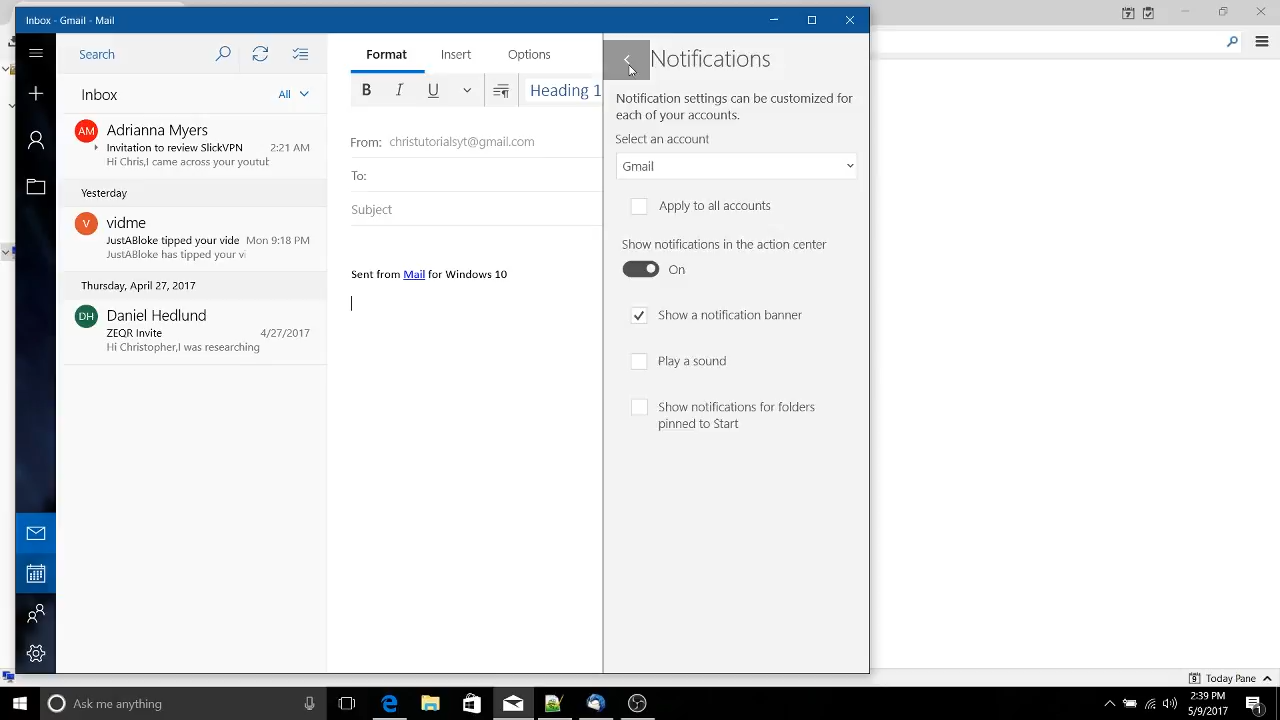 Inbox - Gmail - Mail
Search
Inbox
All
AM
Adrianna Myers
Invitation to review SlickVPN 2:21 AM
Hi Chris,I came across your youtub
Yesterday
V
vidme
JustABloke tipped your vide Mon 9:18 PM
JustABloke has tipped your vi
Thursday, April 27, 2017
DH
Daniel Hedlund
ZEQR Invite 4/27/2017
Hi Christopher,I was researching
Format Insert Options
B I U Heading 1
From: christutorialsyt@gmail.com
To:
Subject
Sent from Mail for Windows 10
Notifications
Notification settings can be customized for
each of your accounts.
Select an account
Gmail
Apply to all accounts
Show notifications in the action center
On
Show a notification banner
Play a sound
Show notifications for folders
pinned to Start
Today Pane
Ask me anything
2:39 PM
5/9/2017